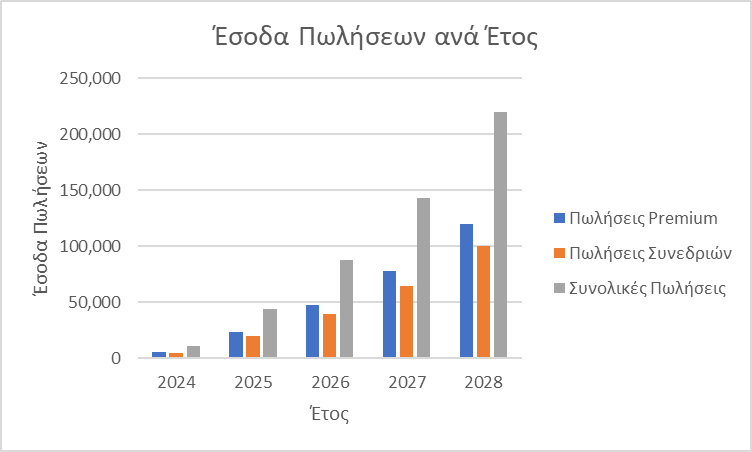 Έσοδα Πωλήσεων ανά Έτος
Έσοδα Πωλήσεων
250,000
200,000
150,000
100,000
50,000
0
2024 2025 2026 2027 2028
Έτος
Πωλήσεις Premium
Πωλήσεις Συνεδριών
Συνολικές Πωλήσεις